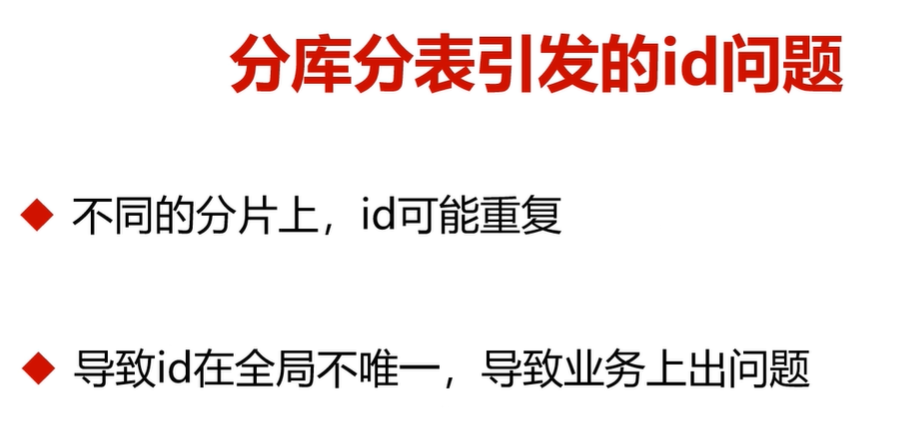 分库分表引发的id问题
不同的分片上，id可能重复
导致id在全局不唯一，导致业务上出问题